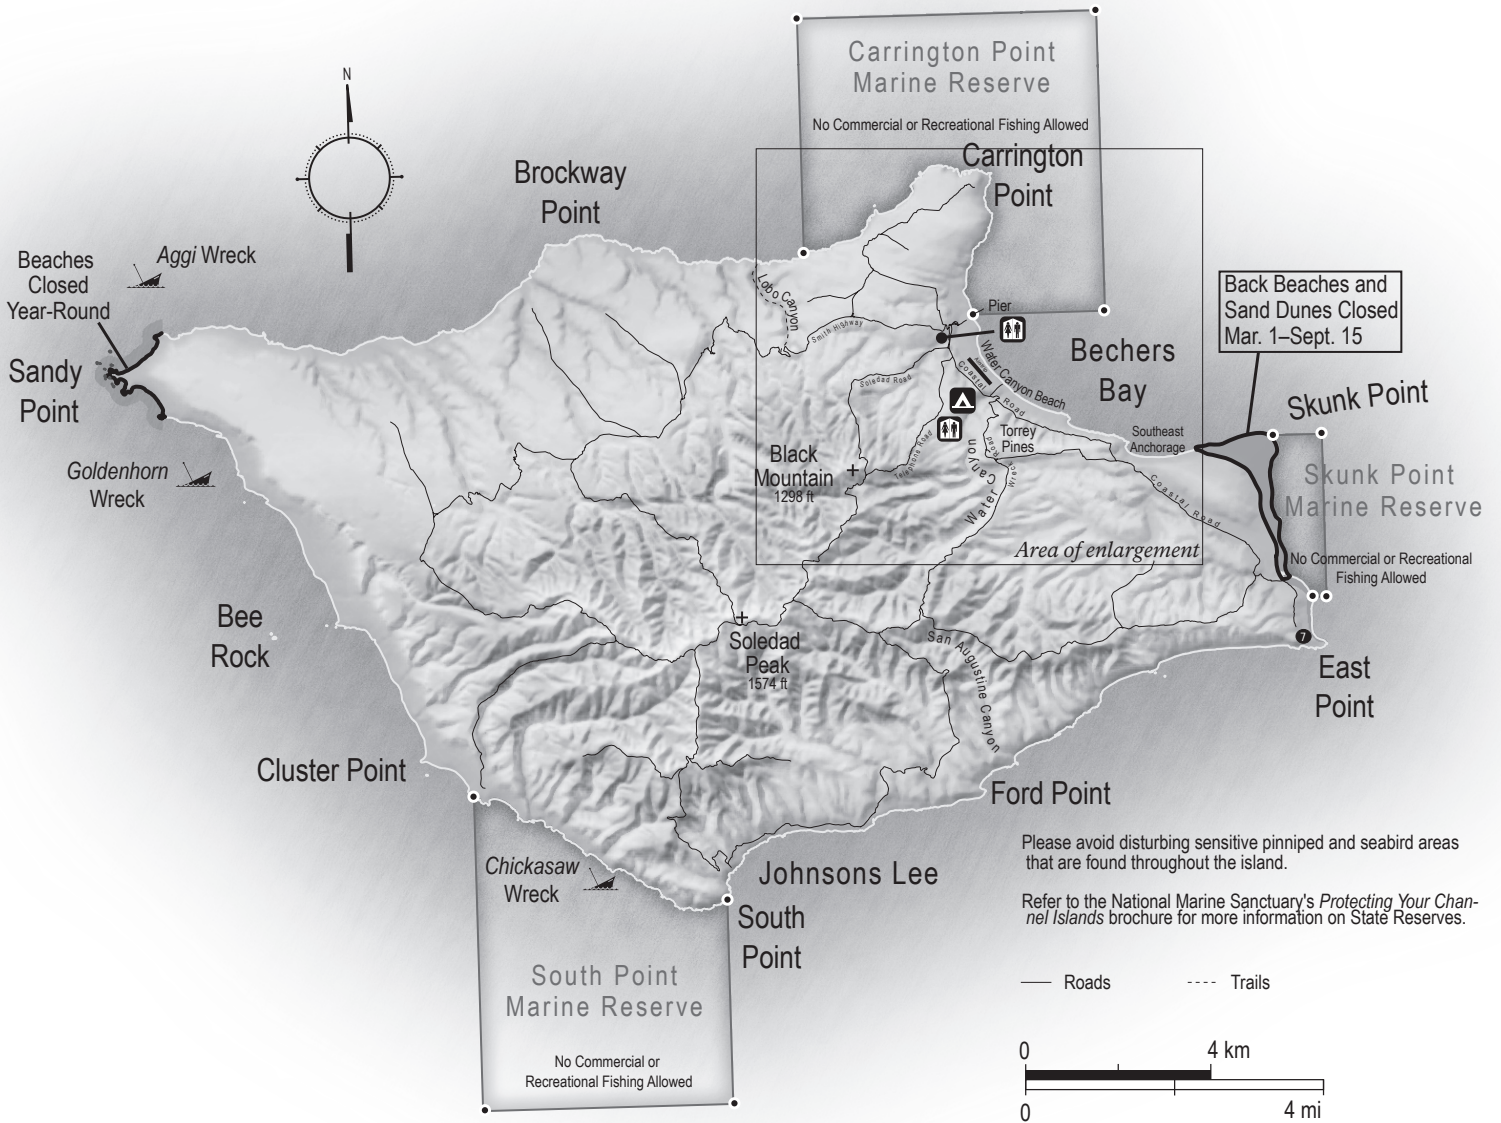 Carrington Point
Marine Reserve
No Commercial or Recreational Fishing Allowed
N
Carrington
Point
Brockway
Point
Aggi Wreck
Beaches
Closed
Year-Round
Sandy
Point
Goldenhorn
Wreck
Lobo Canyon
Smith Highway
Pier
Bechers
Bay
Back Beaches and
Sand Dunes Closed
Mar. 1–Sept. 15
Skunk Point
Water Canyon Beach
Coastal Road
Soledad Road
Telephone Road
Torrey
Pines
Southeast
Anchorage
Black
Mountain
1298 ft
Water Canyon
Wreck Road
Coastal Road
Skunk Point
Marine Reserve
No Commercial or Recreational
Fishing Allowed
Area of enlargement
Bee
Rock
Soledad
Peak
1574 ft
San Augustine Canyon
7
East
Point
Cluster Point
Ford Point
Chickasaw
Wreck
Johnsons Lee
South
Point
South Point
Marine Reserve
No Commercial or
Recreational Fishing Allowed
Please avoid disturbing sensitive pinniped and seabird areas
that are found throughout the island.
Refer to the National Marine Sanctuary's Protecting Your Chan-
nel Islands brochure for more information on State Reserves.
Roads
Trails
0 4 km
0 4 mi